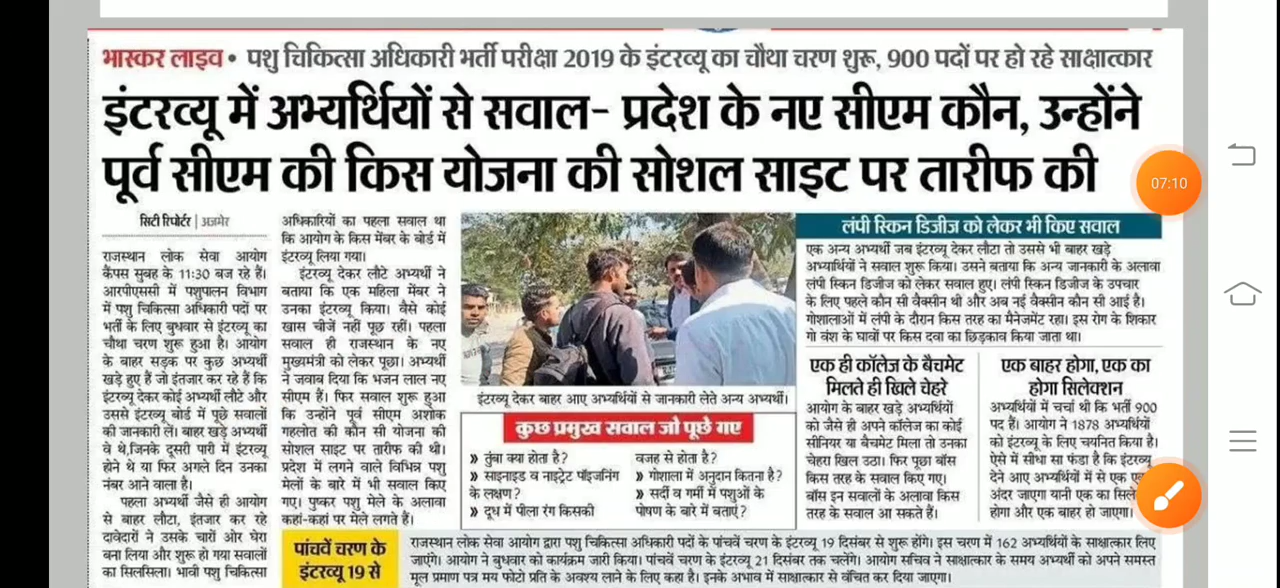 भास्कर लाइव • पशु चिकित्सा अधिकारी भर्ती परीक्षा 2019 के इंटरव्यू का चौथा चरण शुरू, 900 पदों पर हो रहे साक्षात्कार
इंटरव्यू में अभ्यर्थियों से सवाल- प्रदेश के नए सीएम कौन, उन्होंने
पूर्व सीएम की किस योजना की सोशल साइट पर तारीफ की
सिटी रिपोर्टर | अजमेर
राजस्थान लोक सेवा आयोग
कैंपस सुबह के 11:30 बज रहे हैं।
आरपीएससी में पशुपालन विभाग
में पशु चिकित्सा अधिकारी पदों पर
भर्ती के लिए बुधवार से इंटरव्यू का
चौथा चरण शुरू हुआ है। आयोग
के बाहर सड़क पर कुछ अभ्यर्थी
खड़े हुए हैं जो इंतजार कर रहे हैं कि
इंटरव्यू देकर कोई अभ्यर्थी लौटे और
उससे इंटरव्यू बोर्ड में पूछे सवालों
की जानकारी लें। बाहर खड़े अभ्यर्थी
वे थे,जिनके दूसरी पारी में इंटरव्यू
होने थे या फिर अगले दिन उनका
नंबर आने वाला है।
पहला अभ्यर्थी जैसे ही आयोग
से बाहर लौटा, इंतजार कर रहे
दावेदारों ने उसके चारों ओर घेरा
बना लिया और शुरू हो गया सवालों
का सिलसिला। भावी पशु चिकित्सा
अधिकारियों का पहला सवाल था
कि आयोग के किस मेंबर के बोर्ड में
इंटरव्यू लिया गया।
इंटरव्यू देकर लौटे अभ्यर्थी ने
बताया कि एक महिला मेंबर ने
उनका इंटरव्यू किया। वैसे कोई
खास चीजें नहीं पूछ रहीं। पहला
सवाल ही राजस्थान के नए
मुख्यमंत्री को लेकर पूछा। अभ्यर्थी
ने जवाब दिया कि भजन लाल नए
सीएम हैं। फिर सवाल शुरू हुआ
कि उन्होंने पूर्व सीएम अशोक
गहलोत की कौन सी योजना की
सोशल साइट पर तारीफ की थी।
प्रदेश में लगने वाले विभिन्न पशु
मेलों के बारे में भी सवाल किए
गए। पुष्कर पशु मेले के अलावा
कहां-कहां पर मेले लगते हैं।
इंटरव्यू देकर बाहर आए अभ्यर्थियों से जानकारी लेते अन्य अभ्यर्थी।
कुछ प्रमुख सवाल जो पूछे गए
» तुंबा क्या होता है?
» साइनाइड व नाइट्रेट पॉइजनिंग
के लक्षण?
» दूध में पीला रंग किसकी
वजह से होता है?
» गोशाला में अनुदान कितना है?
» सर्दी व गर्मी में पशुओं के
पोषण के बारे में बताएं?
लंपी स्किन डिजीज को लेकर भी किए सवाल
एक अन्य अभ्यर्थी जब इंटरव्यू देकर लौटा तो उससे भी बाहर खड़े
अभ्यार्थियों ने सवाल शुरू किया। उसने बताया कि अन्य जानकारी के अलावा
लंपी स्किन डिजीज को लेकर सवाल हुए। लंपी स्किन डिजीज के उपचार
के लिए पहले कौन सी वैक्सीन थी और अब नई वैक्सीन कौन सी आई है।
गोशालाओं में लंपी के दौरान किस तरह का मैनेजमेंट रहा। इस रोग के शिकार
गो वंश के घावों पर किस दवा का छिड़काव किया जाता था।
एक ही कॉलेज के बैचमेट
मिलते ही खिले चेहरे
आयोग के बाहर खड़े अभ्यर्थियों
को जैसे ही अपने कॉलेज का कोई
सीनियर या बैचमेट मिला तो उनका
चेहरा खिल उठा। फिर पूछा बॉस
किस तरह के सवाल किए गए।
बॉस इन सवालों के अलावा किस
तरह के सवाल आ सकते हैं।
एक बाहर होगा, एक का
होगा सिलेक्शन
अभ्यर्थियों में चर्चा थी कि भर्ती 900
पद हैं। आयोग ने 1878 अभ्यर्थियों
को इंटरव्यू के लिए चयनित किया है।
ऐसे में सीधा सा फंडा है कि इंटरव्यू
देने आए अभ्यर्थियों में से एक
अंदर जाएगा यानी एक का
होगा और एक बाहर हो जाएगा।
पांचवें चरण के
इंटरव्यू 19 से
राजस्थान लोक सेवा आयोग द्वारा पशु चिकित्सा अधिकारी पदों के पांचवें चरण के इंटरव्यू 19 दिसंबर से शुरू होंगे। इस चरण में 162 अभ्यर्थियों के साक्षात्कार लिए
जाएंगे। आयोग ने बुधवार को कार्यक्रम जारी किया। पांचवें चरण के इंटरव्यू 21 दिसंबर तक चलेंगे। आयोग सचिव ने साक्षात्कार के समय अभ्यर्थी को अपने समस्त
मूल प्रमाण पत्र मय फोटो प्रति के अवश्य लाने के लिए कहा है। इनके अभाव में साक्षात्कार से वंचित कर दिया जाएगा।
07:10